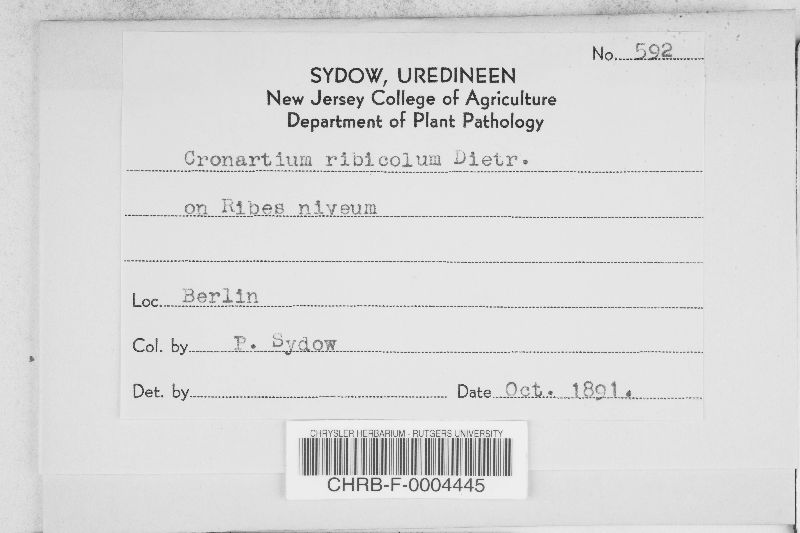 No. 592
SYDOW, UREDINEEN
New Jersey College of Agriculture
Department of Plant Pathology
Cronartium ribicolum Dietr.
on Ribes niveum
Loc. Berlin
Col. by P. Sydow
Det. by Date Oct. 1891.
CHRYSLER HERBARIUM - RUTGERS UNIVERSITY
CHRB-F-0004445